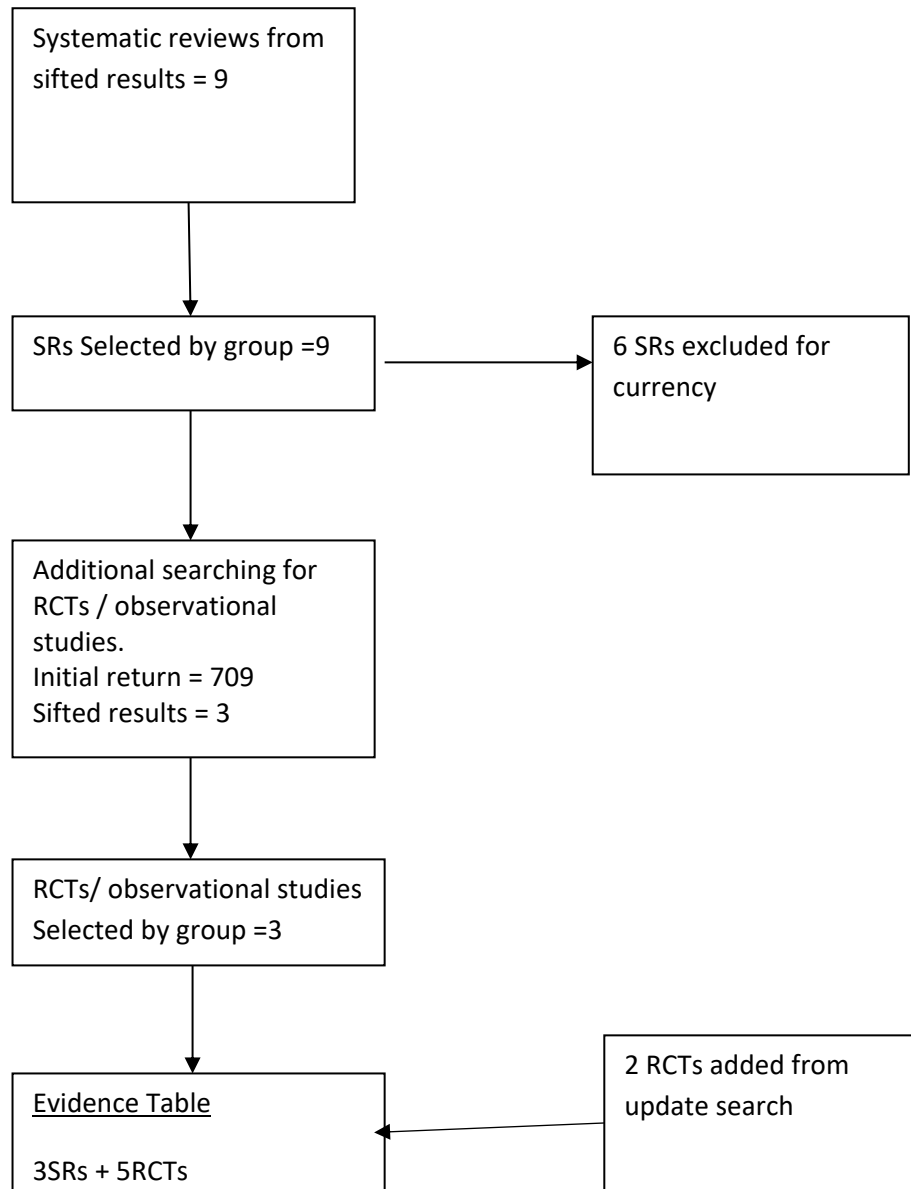 Systematic reviews from
sifted results = 9
SRs Selected by group =9
6 SRs excluded for
currency
Additional searching for
RCTs / observational
studies.
Initial return = 709
Sifted results = 3
RCTs/ observational studies
Selected by group =3
2 RCTs added from
update search
Evidence Table
3SRs + 5RCTs